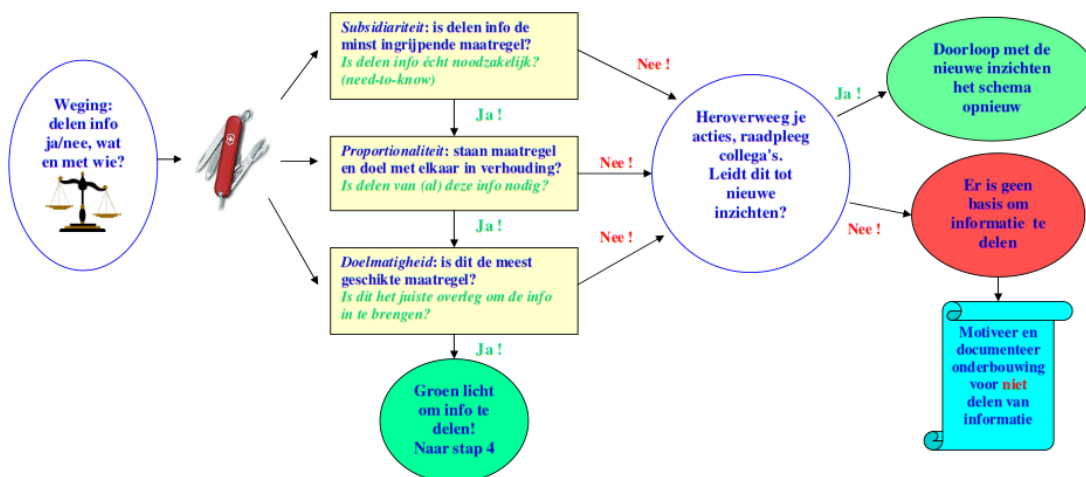 Weging:
delen info
ja/nee, wat
en met wie?
Subsidiariteit: is delen info de
minst ingrijpende maatregel?
Is delen info écht noodzakelijk?
(need-to-know)
Ja !
Proportionaliteit: staan maatregel
en doel met elkaar in verhouding?
Is delen van (al) deze info nodig?
Ja !
Doelmatigheid: is dit de meest
geschikte maatregel?
Is dit het juiste overleg om de info
in te brengen?
Ja !
Groen licht
om info te
delen!
Naar stap 4
Nee !
Nee !
Nee !
Heroverweeg je
acties, raadpleeg
collega's.
Leidt dit tot
nieuwe
inzichten?
Ja !
Doorloop met de
nieuwe inzichten
het schema
opnieuw
Nee !
Er is geen
basis om
informatie te
delen
Motiveer en
documenteer
onderbouwing
voor niet
delen van
informatie